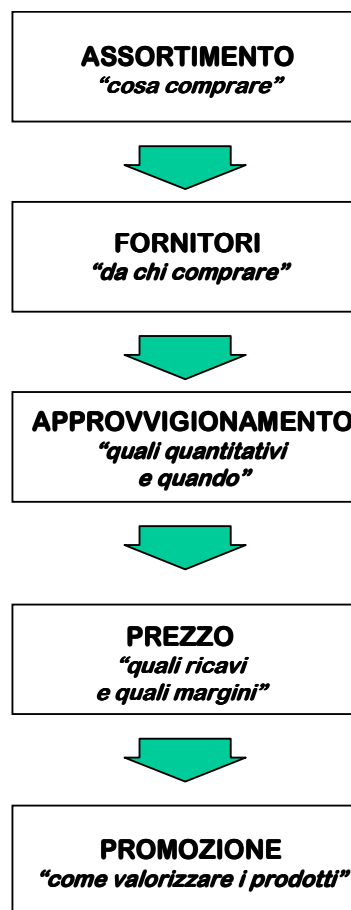 ASSORTIMENTO
“cosa comprare”
FORNITORI
“da chi comprare”
APPROVVIGIONAMENTO
“quali quantitativi
e quando”
PREZZO
“quali ricavi
e quali margini”
PROMOZIONE
“come valorizzare i prodotti”